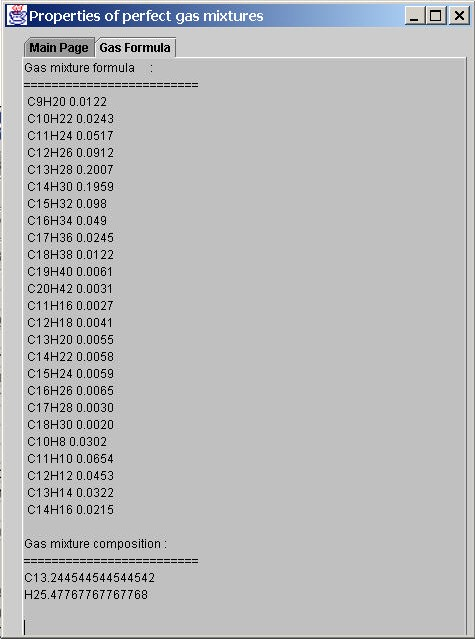 Properties of perfect gas mixtures
Main Page Gas Formula
Gas mixture formula :
=========================
C9H20 0.0122
C10H22 0.0243
C11H24 0.0517
C12H26 0.0912
C13H28 0.2007
C14H30 0.1959
C15H32 0.098
C16H34 0.049
C17H36 0.0245
C18H38 0.0122
C19H40 0.0061
C20H42 0.0031
C11H16 0.0027
C12H18 0.0041
C13H20 0.0055
C14H22 0.0058
C15H24 0.0059
C16H26 0.0065
C17H28 0.0030
C18H30 0.0020
C10H8 0.0302
C11H10 0.0654
C12H12 0.0453
C13H14 0.0322
C14H16 0.0215
Gas mixture composition :
=========================
C13.244544544544542
H25.47767767767768